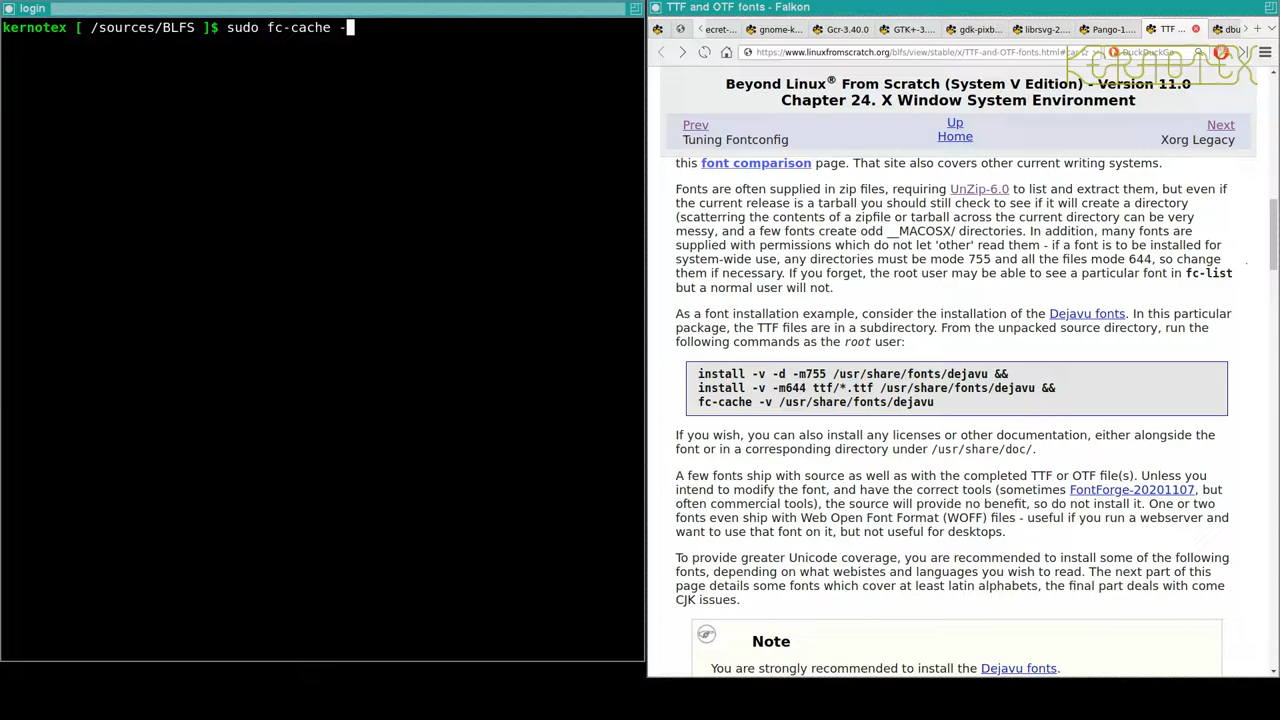 login
kernotex [ /sources/BLFS ]$ sudo fc-cache -
TTF and OTF fonts - Falkon
ecret-... gnome-k... Gcr-3.40.0 GTK+-3.... gdk-pixb... librsvg-2... Pango-1.... TTF ... dbu
https://www.linuxfromscratch.org/blfs/view/stable/x/TTF-and-OTF-fonts.html#ca DuckDuckGo
KERNOTEX
Beyond Linux® From Scratch (System V Edition) - Version 11.0
Chapter 24. X Window System Environment
Prev Up Next
Tuning Fontconfig Home Xorg Legacy
this font comparison page. That site also covers other current writing systems.
Fonts are often supplied in zip files, requiring UnZip-6.0 to list and extract them, but even if
the current release is a tarball you should still check to see if it will create a directory
(scatterring the contents of a zipfile or tarball across the current directory can be very
messy, and a few fonts create odd __MACOSX/ directories. In addition, many fonts are
supplied with permissions which do not let 'other' read them - if a font is to be installed for
system-wide use, any directories must be mode 755 and all the files mode 644, so change
them if necessary. If you forget, the root user may be able to see a particular font in fc-list
but a normal user will not.
As a font installation example, consider the installation of the Dejavu fonts. In this particular
package, the TTF files are in a subdirectory. From the unpacked source directory, run the
following commands as the root user:
install -v -d -m755 /usr/share/fonts/dejavu &&
install -v -m644 ttf/*.ttf /usr/share/fonts/dejavu &&
fc-cache -v /usr/share/fonts/dejavu
If you wish, you can also install any licenses or other documentation, either alongside the
font or in a corresponding directory under /usr/share/doc/.
A few fonts ship with source as well as with the completed TTF or OTF file(s). Unless you
intend to modify the font, and have the correct tools (sometimes FontForge-20201107, but
often commercial tools), the source will provide no benefit, so do not install it. One or two
fonts even ship with Web Open Font Format (WOFF) files - useful if you run a webserver and
want to use that font on it, but not useful for desktops.
To provide greater Unicode coverage, you are recommended to install some of the following
fonts, depending on what webistes and languages you wish to read. The next part of this
page details some fonts which cover at least latin alphabets, the final part deals with come
CJK issues.
Note
You are strongly recommended to install the Dejavu fonts.